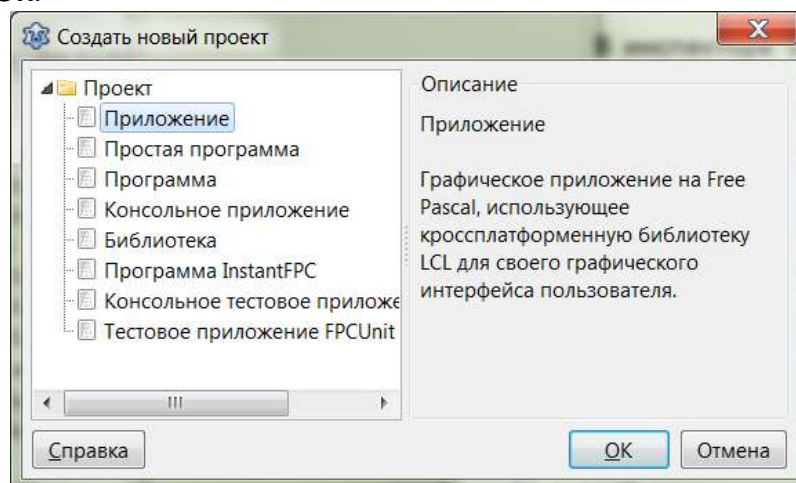 Создать новый проект
Проект
Приложение
Простая программа
Программа
Консольное приложение
Библиотека
Программа InstantFPC
Консольное тестовое приложе
Тестовое приложение FPCUnit
Описание
Приложение
Графическое приложение на Free
Pascal, использующее
кроссплатформенную библиотеку
LCL для своего графического
интерфейса пользователя.
Справка
OK
Отмена